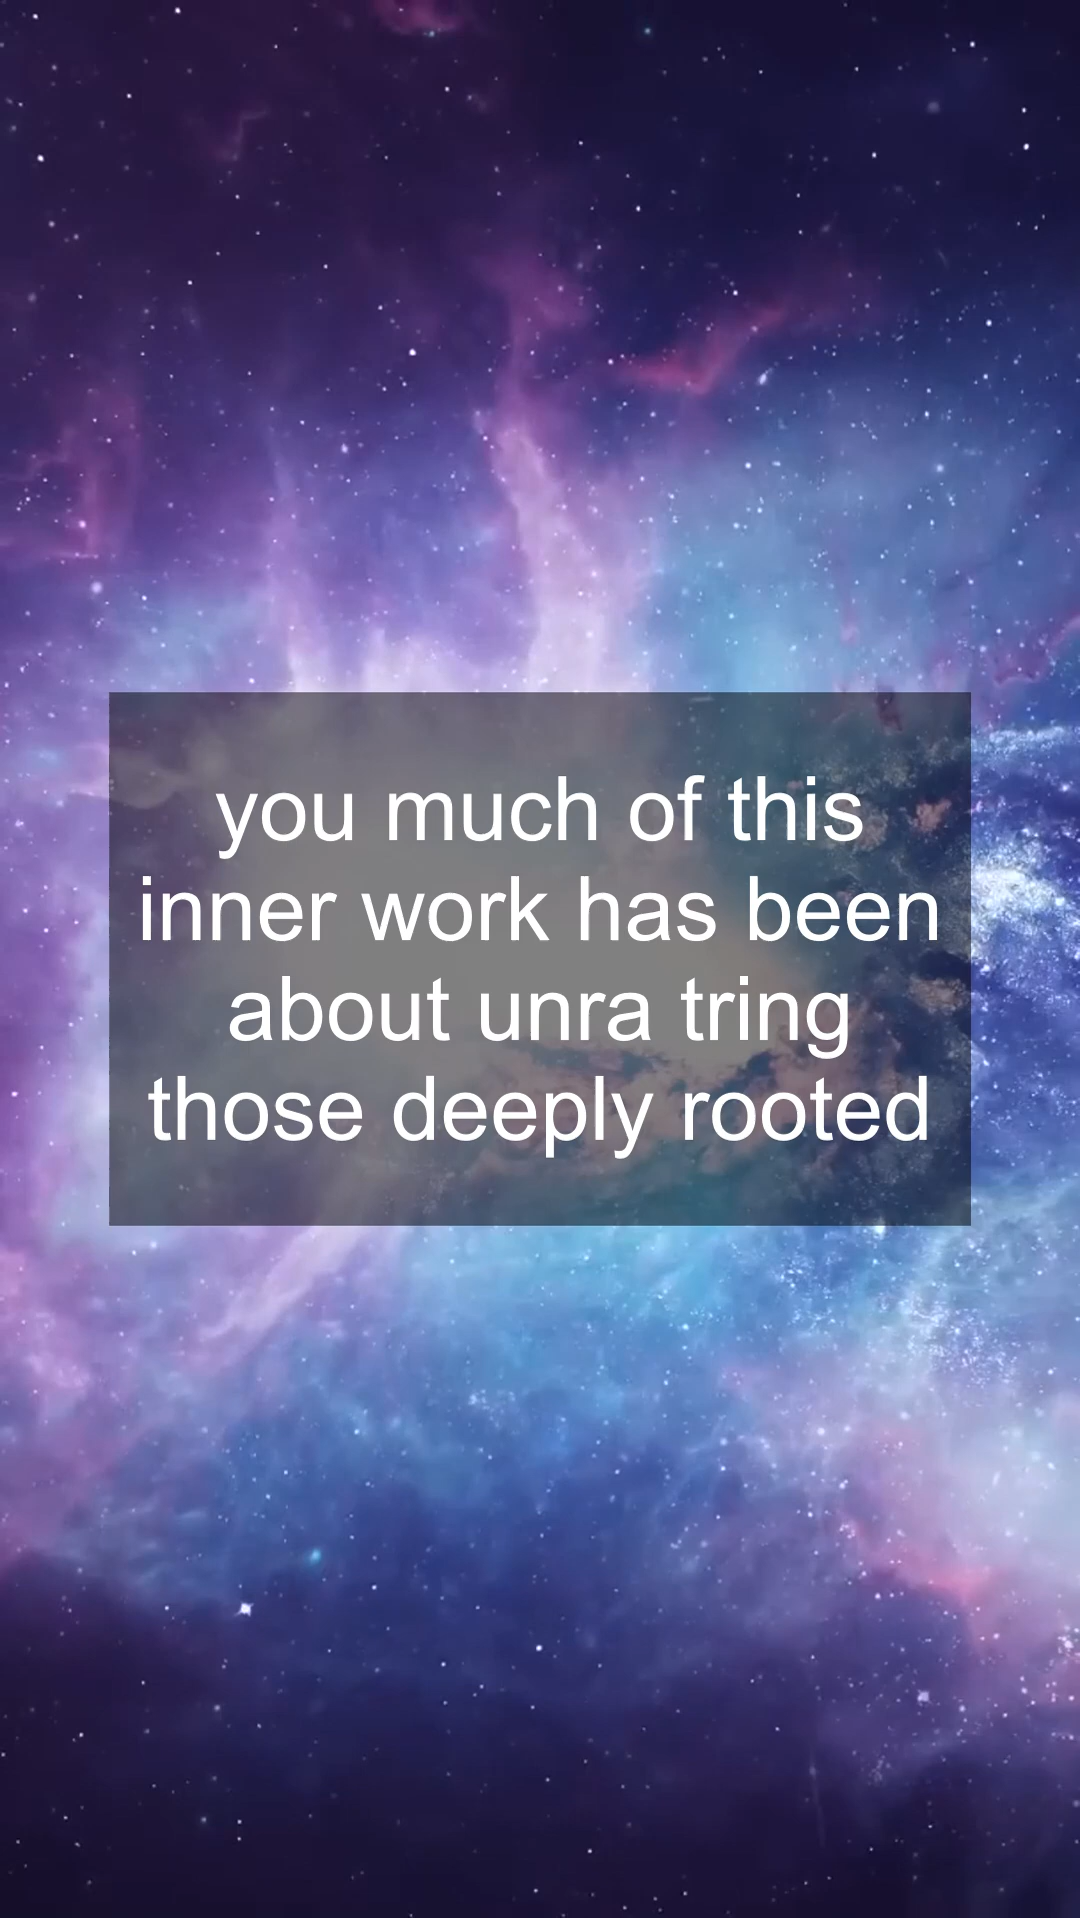 you much of this
inner work has been
about unra tring
those deeply rooted